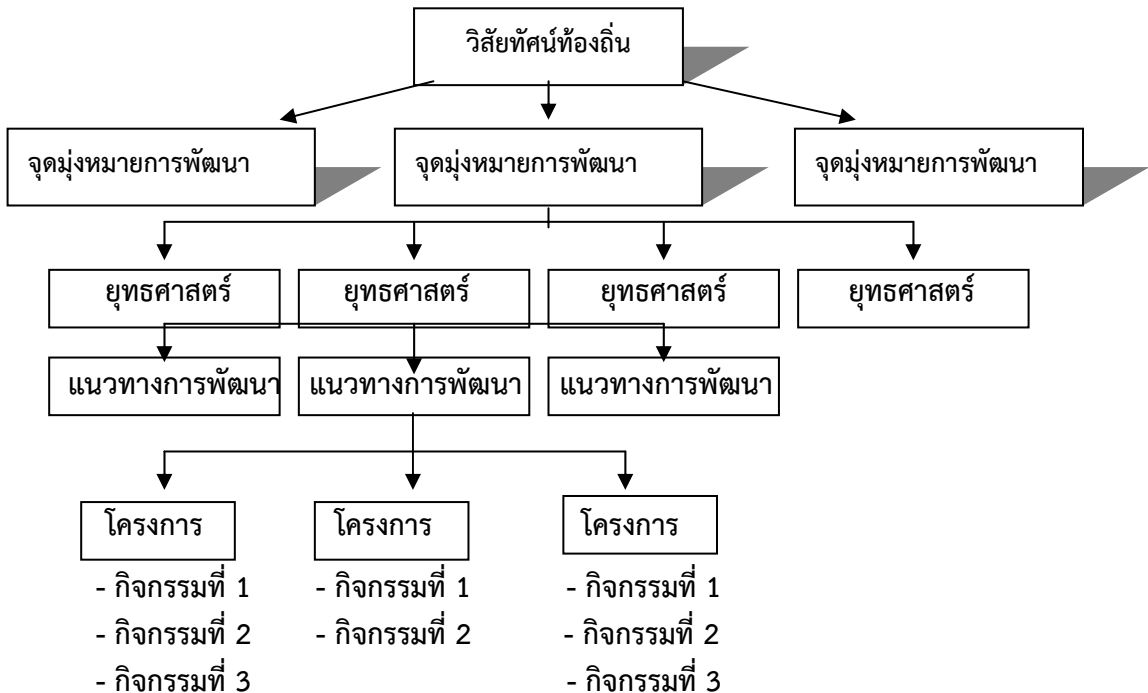 วิสัยทัศน์ท้องถิ่น
จุดมุ่งหมายการพัฒนา
จุดมุ่งหมายการพัฒนา
จุดมุ่งหมายการพัฒนา
ยุทธศาสตร์
ยุทธศาสตร์
ยุทธศาสตร์
ยุทธศาสตร์
แนวทางการพัฒนา
แนวทางการพัฒนา
แนวทางการพัฒนา
โครงการ
- กิจกรรมที่ 1
- กิจกรรมที่ 2
- กิจกรรมที่ 3
โครงการ
- กิจกรรมที่ 1
- กิจกรรมที่ 2
โครงการ
- กิจกรรมที่ 1
- กิจกรรมที่ 2
- กิจกรรมที่ 3